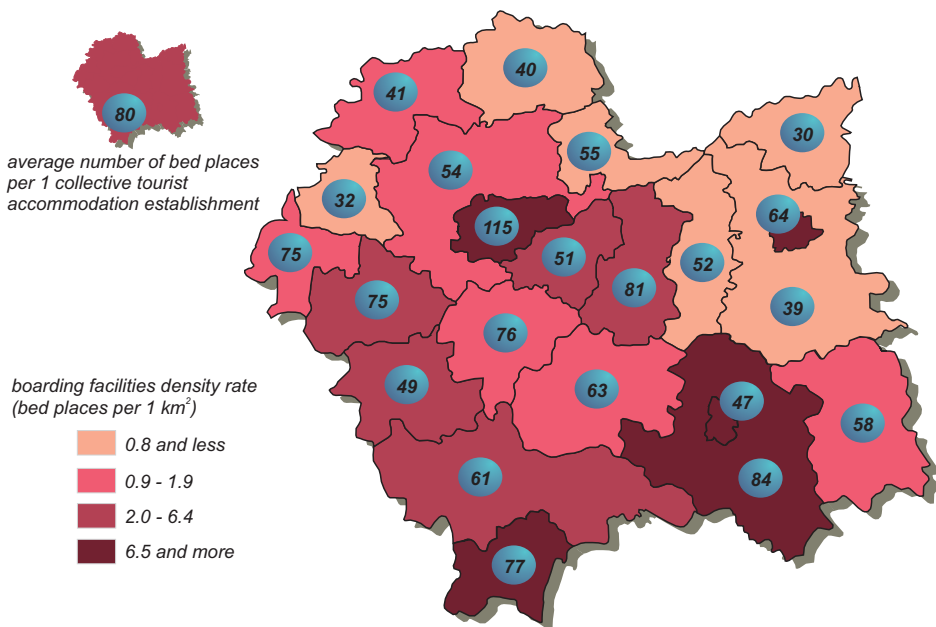 80
average number of bed places
per 1 collective tourist
accommodation establishment
40
41
30
55
54
32
64
115
75
51
52
81
75
39
76
boarding facilities density rate
(bed places per 1 km²)
49
63
47
58
0.8 and less
0.9 - 1.9
2.0 - 6.4
6.5 and more
61
84
77